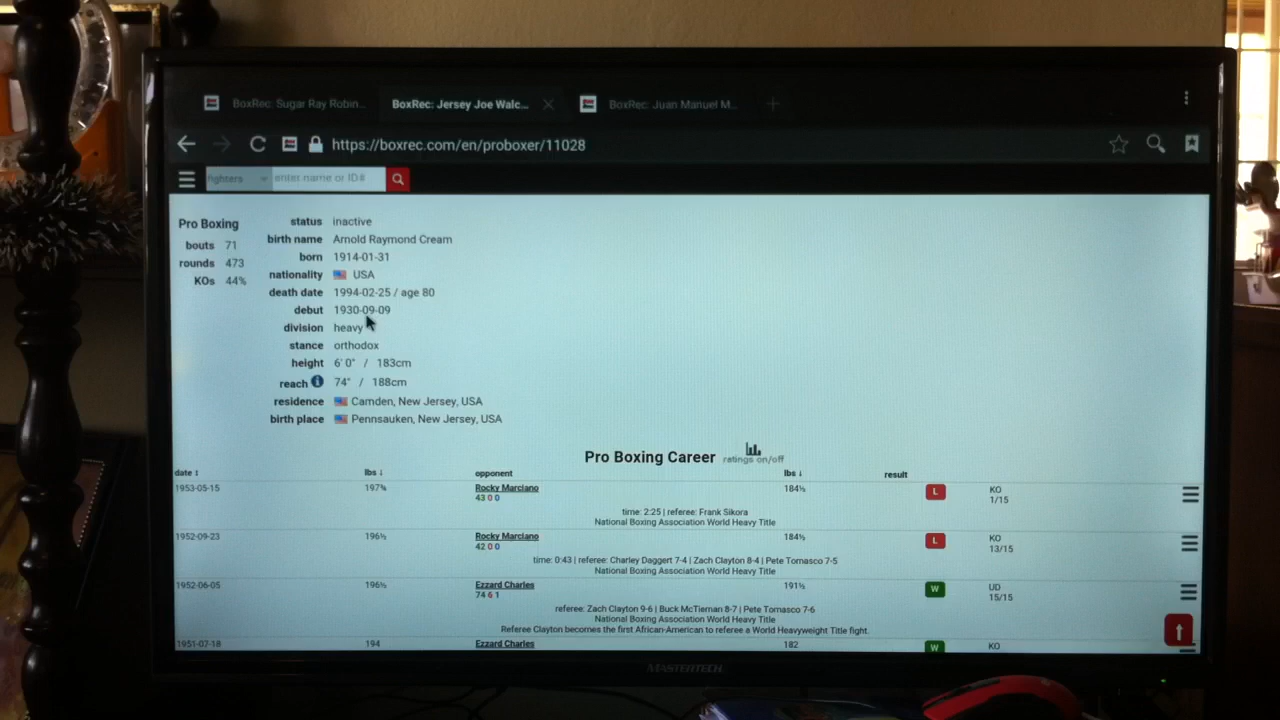 BoxRec: Sugar Ray Robin... BoxRec: Jersey Joe Walc... BoxRec: Juan Manuel M...
https://boxrec.com/en/proboxer/11028
fighters enter name or ID#
Pro Boxing
bouts 71
rounds 473
KOs 44%
status inactive
birth name Arnold Raymond Cream
born 1914-01-31
nationality USA
death date 1994-02-25 / age 80
debut 1930-09-09
division heavy
stance orthodox
height 6' 0" / 183cm
reach 74" / 188cm
residence Camden, New Jersey, USA
birth place Pennsauken, New Jersey, USA
Pro Boxing Career ratings on/off
date lbs opponent lbs result
1953-05-15 197¾ Rocky Marciano 184½ L KO
43 0 0 1/15
time: 2:25 | referee: Frank Sikora
National Boxing Association World Heavy Title
1952-09-23 196½ Rocky Marciano 184½ L KO
42 0 0 13/15
time: 0:43 | referee: Charley Daggert 7-4 | Zach Clayton 8-4 | Pete Tomasco 7-5
National Boxing Association World Heavy Title
1952-06-05 196½ Ezzard Charles 191½ W UD
74 6 1 15/15
referee: Zach Clayton 9-6 | Buck McTiernan 8-7 | Pete Tomasco 7-6
National Boxing Association World Heavy Title
Referee Clayton becomes the first African-American to referee a World Heavyweight Title fight.
1951-07-18 194 Ezzard Charles 182 W KO
MASTERTECH